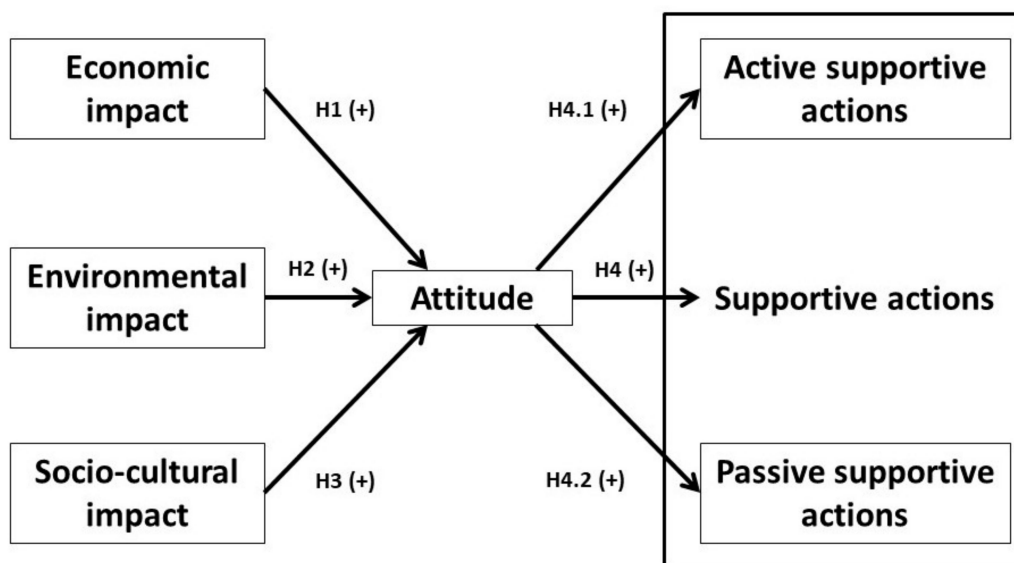 Economic
impact
H1 (+)
H4.1 (+)
Active supportive
actions
Environmental
impact
H2 (+)
Attitude
H4 (+)
Supportive actions
Socio-cultural
impact
H3 (+)
H4.2 (+)
Passive supportive
actions